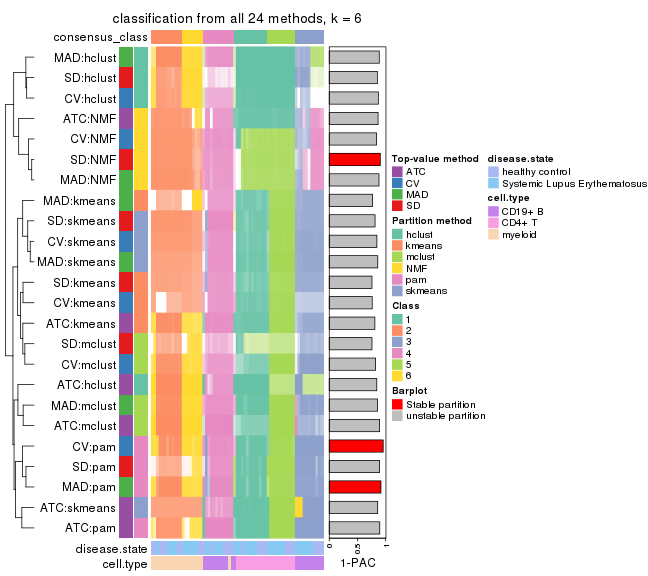 classification from all 24 methods, k = 6
consensus_class
MAD:hclust
SD:hclust
CV:hclust
ATC:NMF
CV:NMF
SD:NMF
MAD:NMF
MAD:kmeans
SD:skmeans
CV:skmeans
MAD:skmeans
SD:kmeans
CV:kmeans
ATC:kmeans
SD:mclust
CV:mclust
ATC:hclust
MAD:mclust
ATC:mclust
CV:pam
SD:pam
MAD:pam
ATC:skmeans
ATC:pam
disease.state
cell.type
0
0.5
1
1-PAC
Top-value method
ATC
CV
MAD
SD
Partition method
hclust
kmeans
mclust
NMF
pam
skmeans
Class
1
2
3
4
5
6
Barplot
Stable partition
unstable partition
disease.state
healthy control
Systemic Lupus Erythematosus
cell.type
CD19+ B
CD4+ T
myeloid